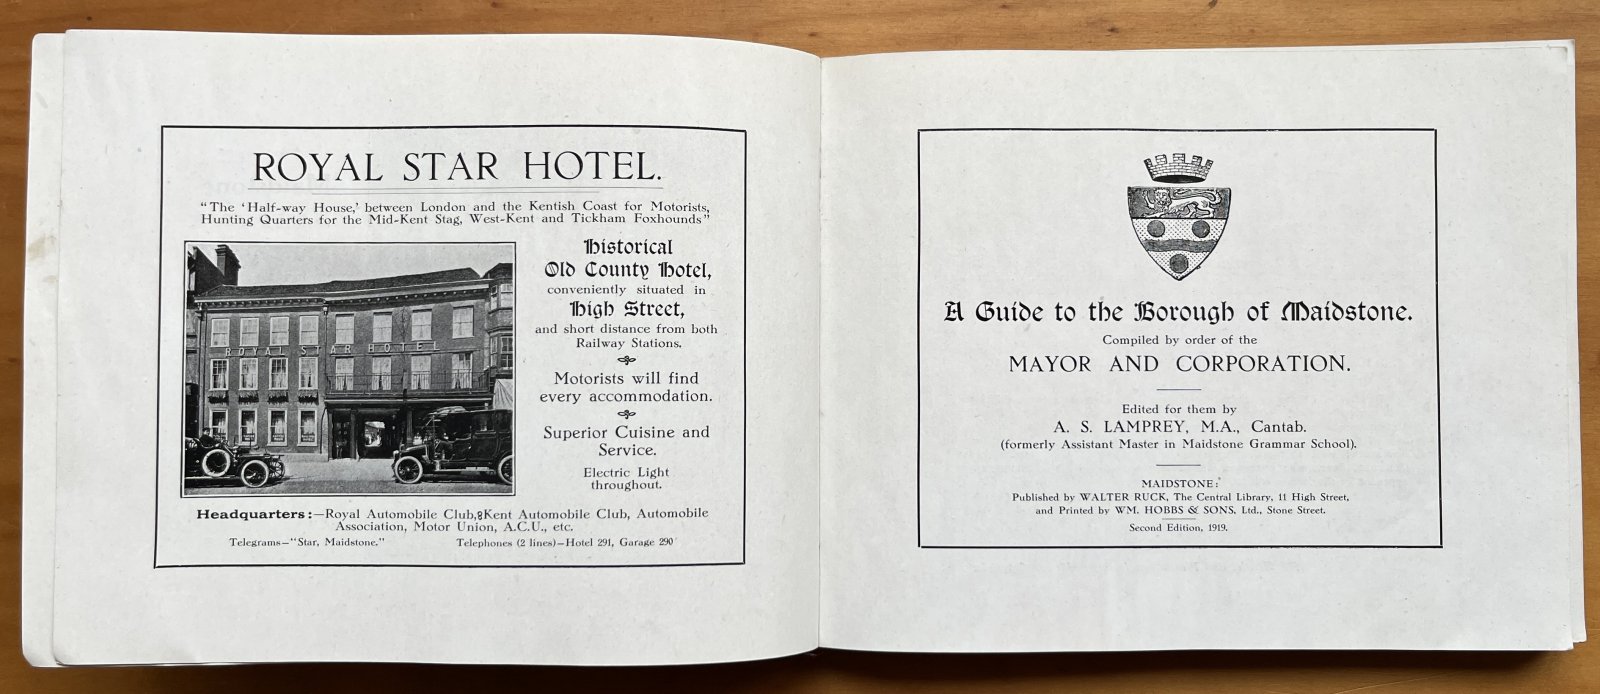 ROYAL STAR HOTEL.
"The 'Half-way House,' between London and the Kentish Coast for Motorists,
Hunting Quarters for the Mid-Kent Stag, West-Kent and Tickham Foxhounds"
ROYAL STAR HOTEL
Historical
Old County Hotel,
conveniently situated in
High Street,
and short distance from both
Railway Stations.
Motorists will find
every accommodation.
Superior Cuisine and
Service.
Electric Light
throughout.
Headquarters:—Royal Automobile Club, Kent Automobile Club, Automobile
Association, Motor Union, A.C.U., etc.
Telegrams—"Star, Maidstone." Telephones (2 lines)—Hotel 291, Garage 290
A Guide to the Borough of Maidstone.
Compiled by order of the
MAYOR AND CORPORATION.
Edited for them by
A. S. LAMPREY, M.A., Cantab.
(formerly Assistant Master in Maidstone Grammar School).
MAIDSTONE:
Published by WALTER RUCK, The Central Library, 11 High Street,
and Printed by WM. HOBBS & SONS, Ltd., Stone Street.
Second Edition, 1919.